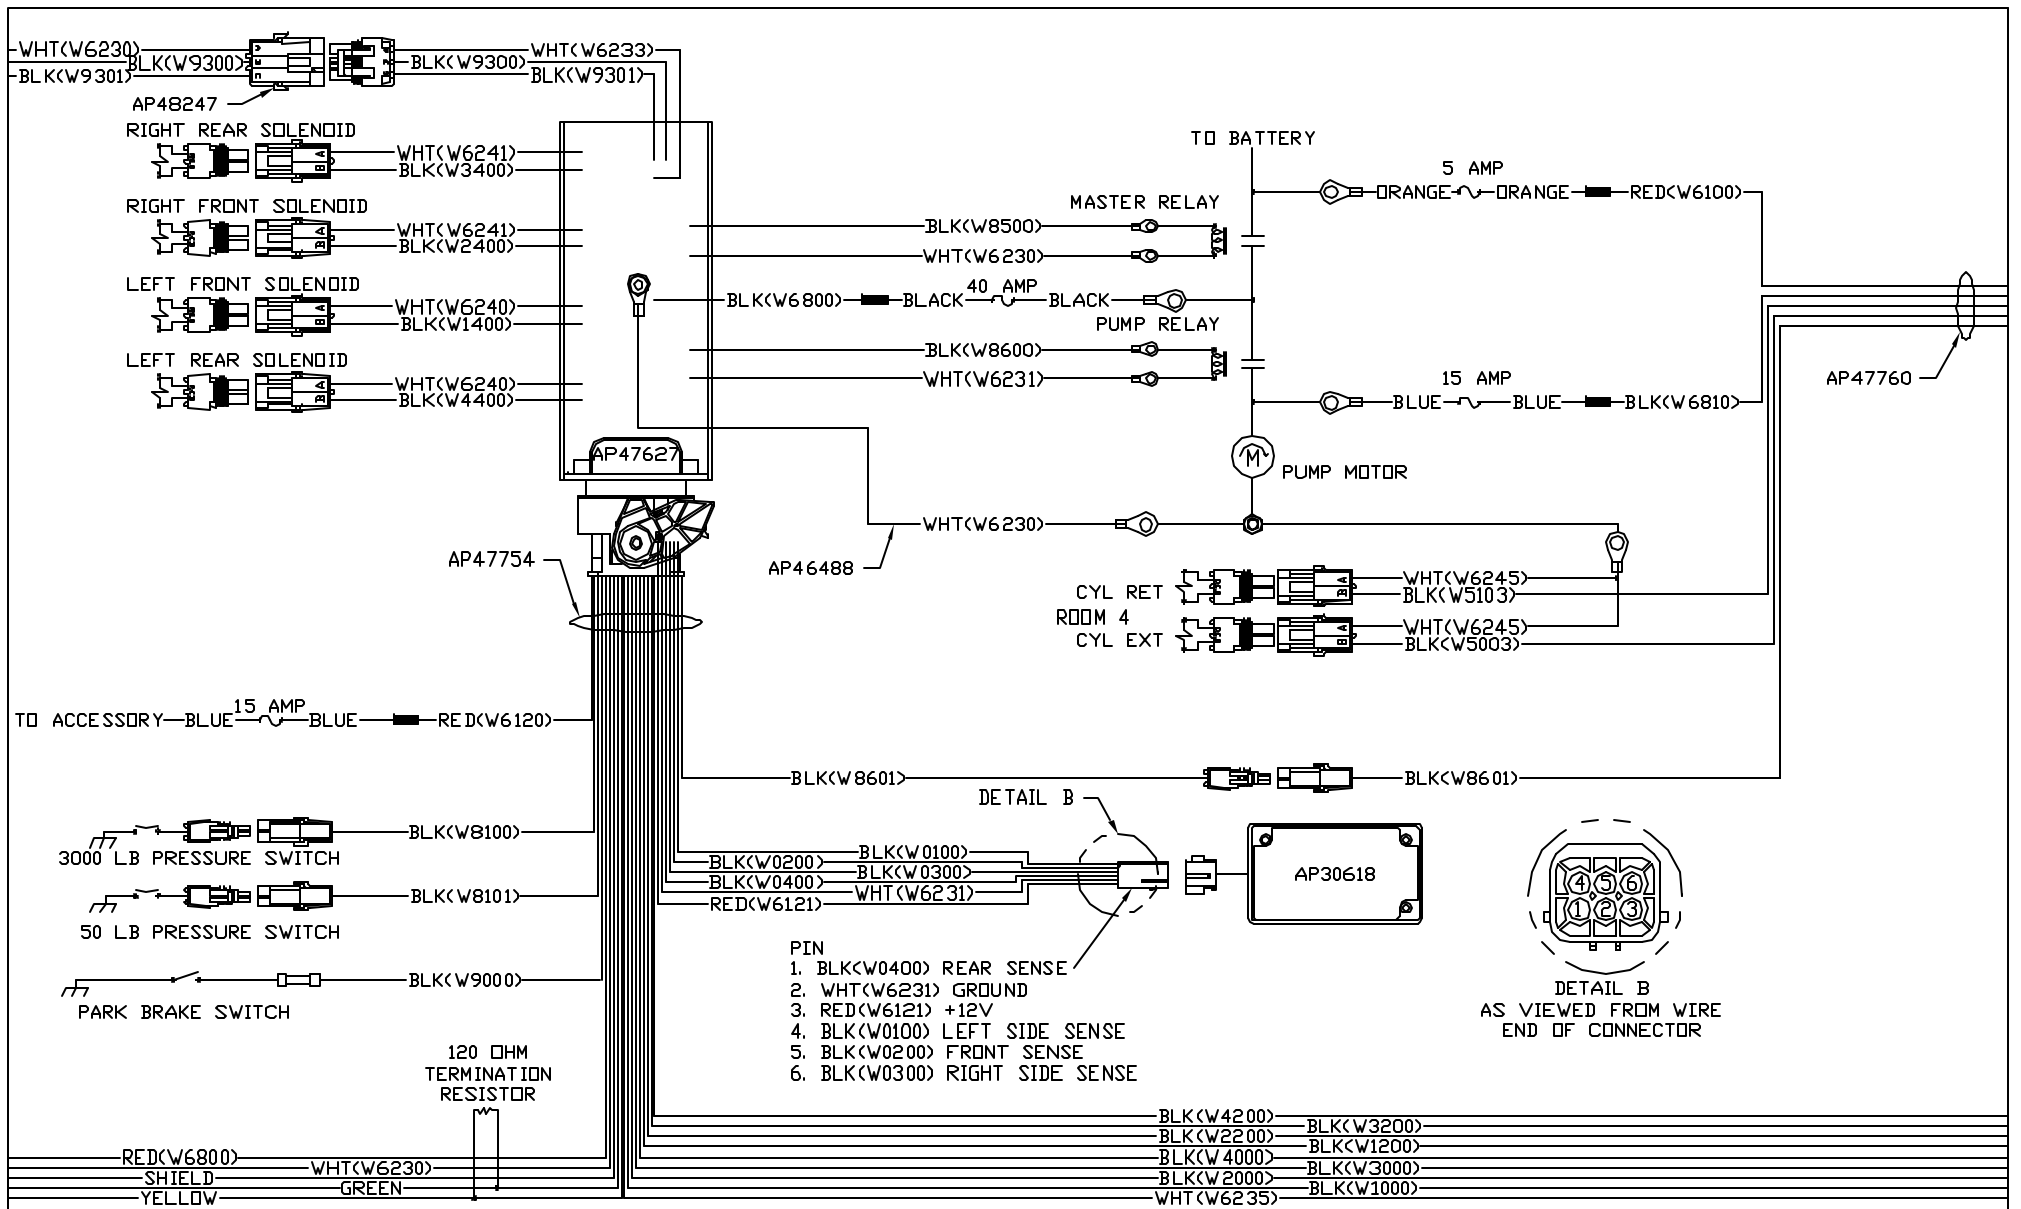 WHT(W6230)
BLK(W9300)
BLK(W9301)
WHT(W6233)
BLK(W9300)
BLK(W9301)
AP48247
RIGHT REAR SOLENOID
A
B
WHT(W6241)
BLK(W3400)
RIGHT FRONT SOLENOID
A
B
WHT(W6241)
BLK(W2400)
LEFT FRONT SOLENOID
A
B
WHT(W6240)
BLK(W1400)
LEFT REAR SOLENOID
A
B
WHT(W6240)
BLK(W4400)
AP47627
AP47754
TO BATTERY
5 AMP
ORANGE
ORANGE
RED(W6100)
MASTER RELAY
BLK(W8500)
WHT(W6230)
40 AMP
BLK(W6800)
BLACK
BLACK
PUMP RELAY
BLK(W8600)
WHT(W6231)
15 AMP
BLUE
BLUE
BLK(W6810)
AP47760
M
PUMP MOTOR
WHT(W6230)
AP46488
CYL RET
ROOM 4
CYL EXT
A
B
WHT(W6245)
BLK(W5103)
A
B
WHT(W6245)
BLK(W5003)
15 AMP
TO ACCESSORY
BLUE
BLUE
RED(W6120)
BLK(W8601)
BLK(W8601)
DETAIL B
BLK(W8100)
3000 LB PRESSURE SWITCH
BLK(W8101)
50 LB PRESSURE SWITCH
BLK(W9000)
PARK BRAKE SWITCH
BLK(W0100)
BLK(W0200)
BLK(W0300)
BLK(W0400)
WHT(W6231)
RED(W6121)
AP30618
4 5 6
1 2 3
DETAIL B
AS VIEWED FROM WIRE
END OF CONNECTOR
PIN
1. BLK(W0400) REAR SENSE
2. WHT(W6231) GROUND
3. RED(W6121) +12V
4. BLK(W0100) LEFT SIDE SENSE
5. BLK(W0200) FRONT SENSE
6. BLK(W0300) RIGHT SIDE SENSE
120 OHM
TERMINATION
RESISTOR
RED(W6800)
WHT(W6230)
SHIELD
GREEN
YELLOW
BLK(W4200)
BLK(W3200)
BLK(W2200)
BLK(W1200)
BLK(W4000)
BLK(W3000)
BLK(W2000)
BLK(W1000)
WHT(W6235)